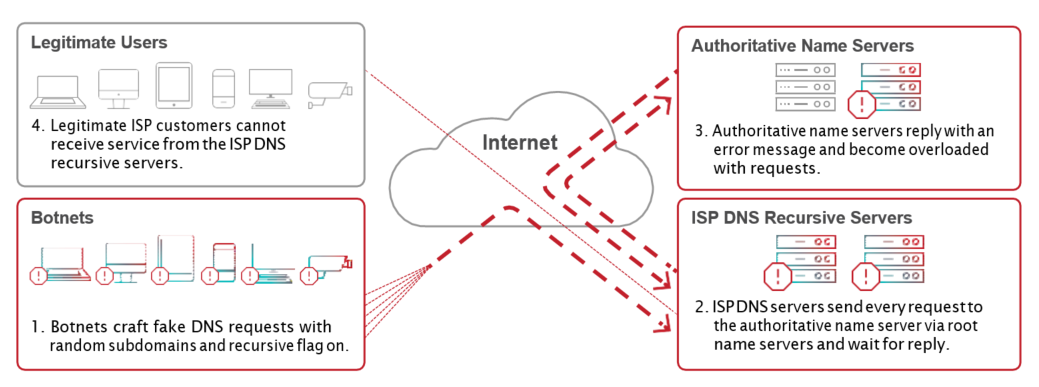 Legitimate Users
4. Legitimate ISP customers cannot
receive service from the ISP DNS
recursive servers.
Internet
Authoritative Name Servers
3. Authoritative name servers reply with an
error message and become overloaded
with requests.
Botnets
1. Botnets craft fake DNS requests with
random subdomains and recursive flag on.
ISP DNS Recursive Servers
2. ISP DNS servers send every request to
the authoritative name server via root
name servers and wait for reply.